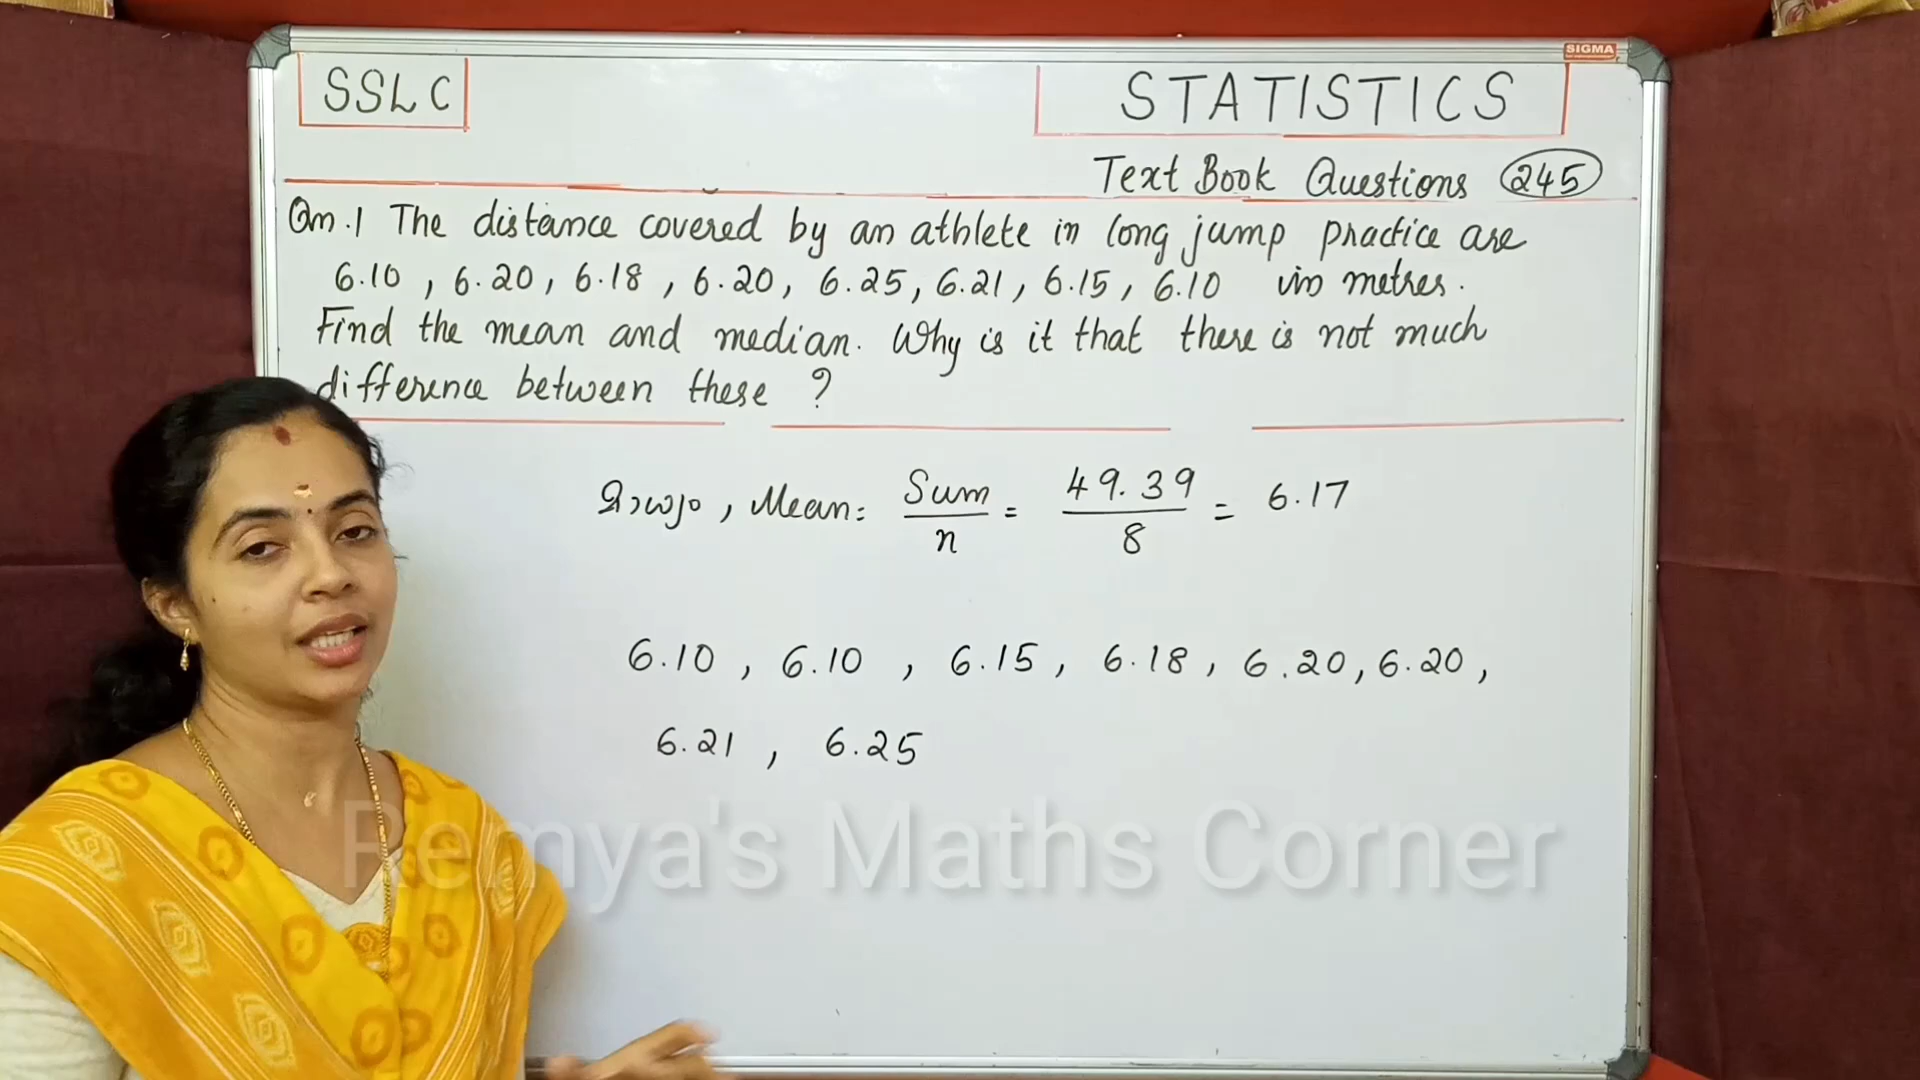 SIGMA
SSLC
STATISTICS
Text Book Questions 245
Qn.1 The distance covered by an athlete in long jump practice are
6.10, 6.20, 6.18, 6.20, 6.25, 6.21, 6.15, 6.10 in metres.
Find the mean and median. Why is it that there is not much
difference between these ?
മാധ്യം, Mean = Sum/n = 49.39/8 = 6.17
6.10, 6.10, 6.15, 6.18, 6.20, 6.20,
6.21, 6.25
Remya's Maths Corner